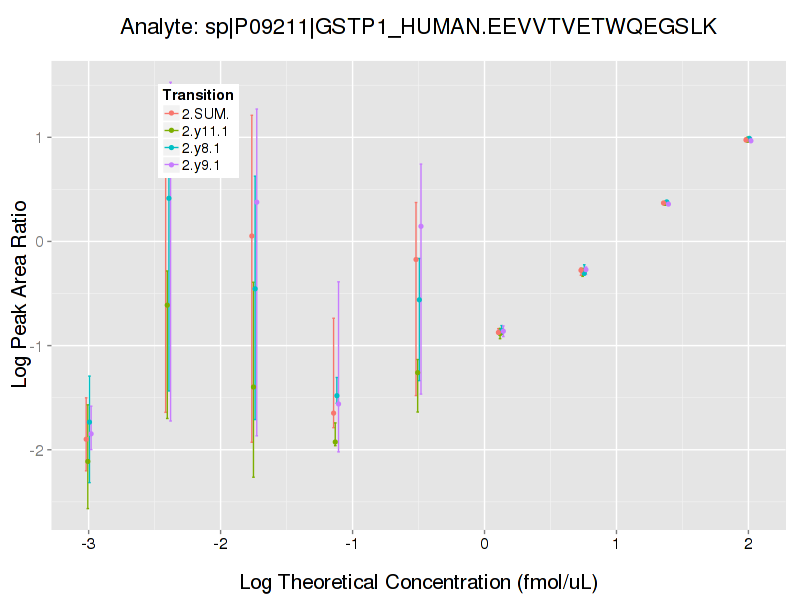 Analyte: sp|P09211|GSTP1_HUMAN.EEVVTVETWQEGSLK
Transition
2.SUM.
2.y11.1
2.y8.1
2.y9.1
Log Peak Area Ratio
1
0
-1
-2
-3 -2 -1 0 1 2
Log Theoretical Concentration (fmol/uL)